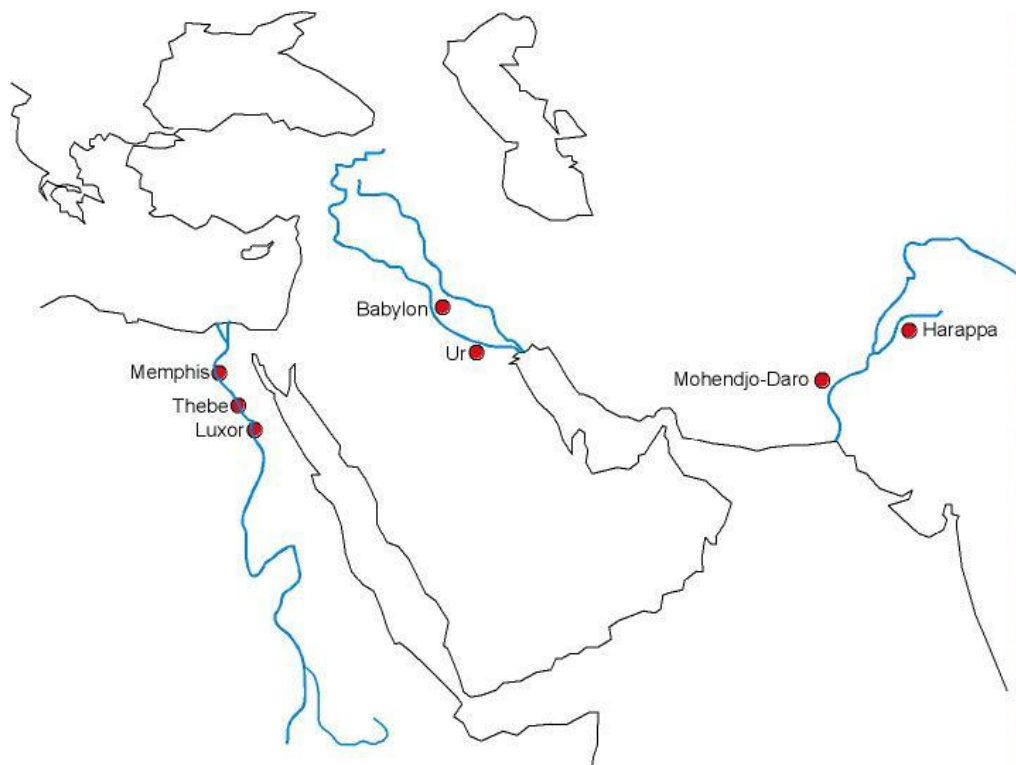 Babylon
Ur
Harappa
Mohendjo-Daro
Memphis
Thebe
Luxor